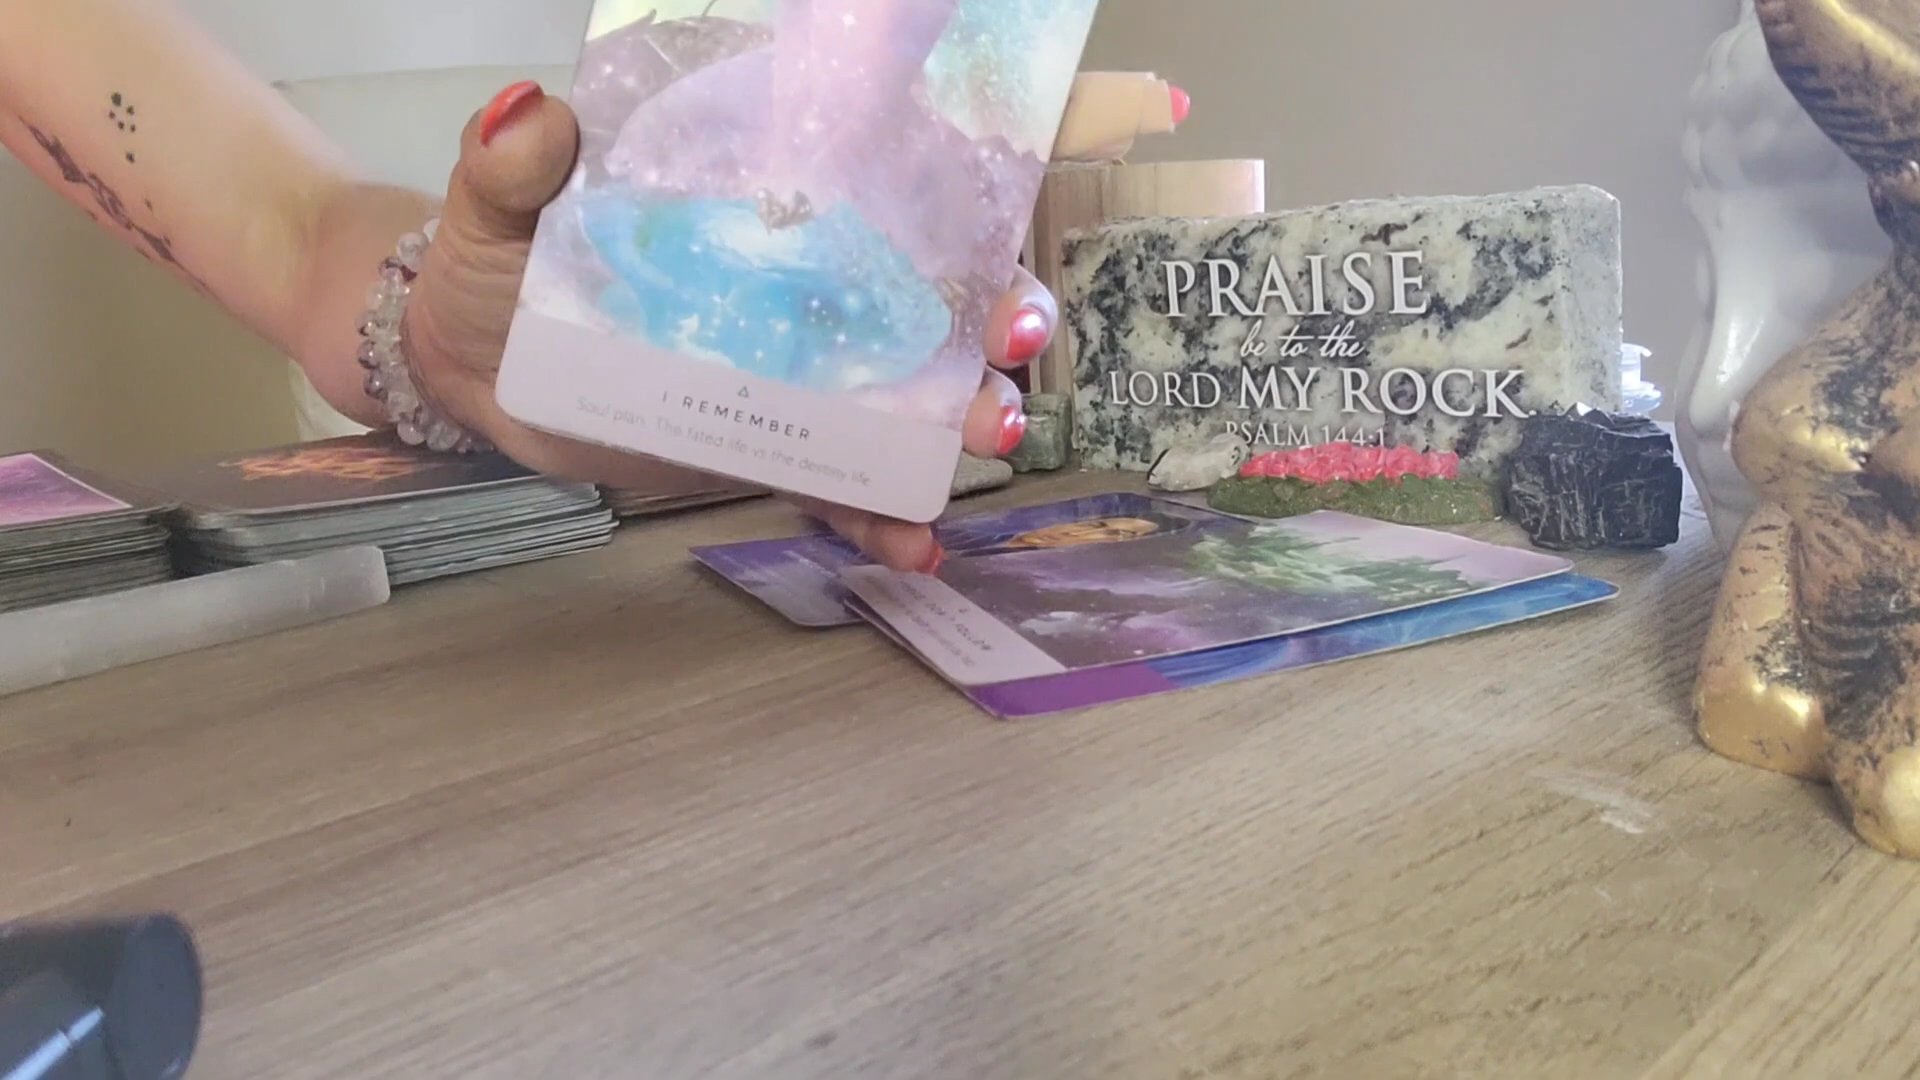 I REMEMBER
Soul plan. The fated life vs the destiny life.
PRAISE
be to the
LORD MY ROCK.
PSALM 144:1